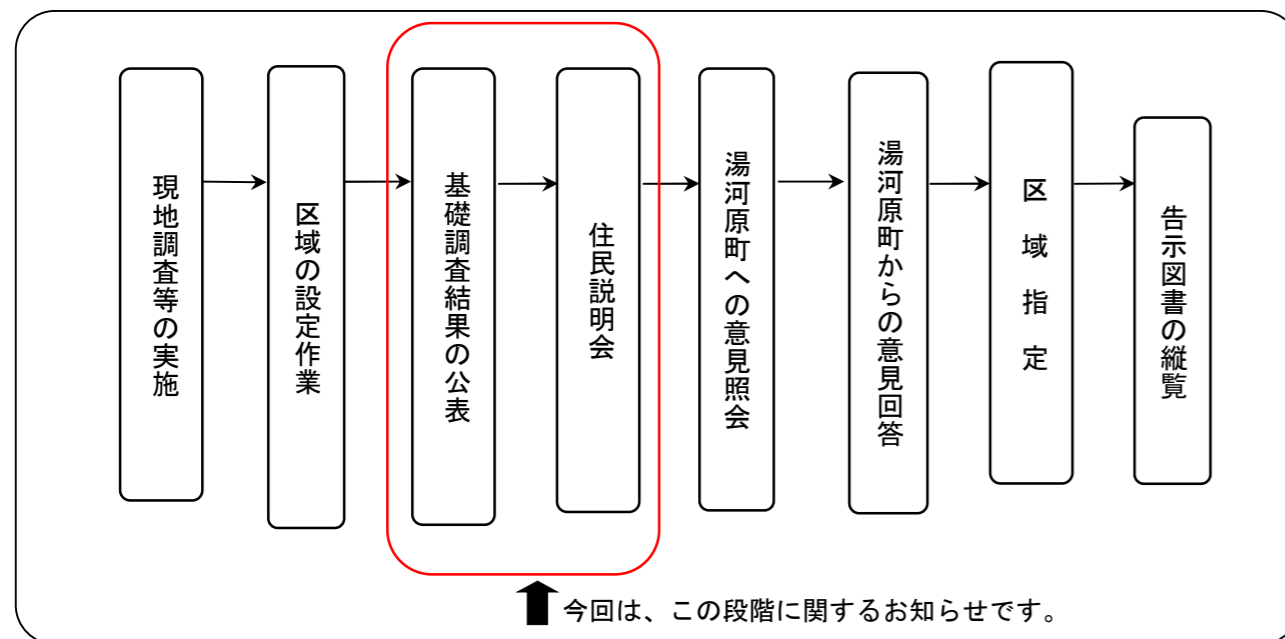 現地調査等の実施
区域の設定作業
基礎調査結果の公表
住民説明会
湯河原町への意見照会
湯河原町からの意見回答
区域指定
告示図書の縦覧
今回は、この段階に関するお知らせです。